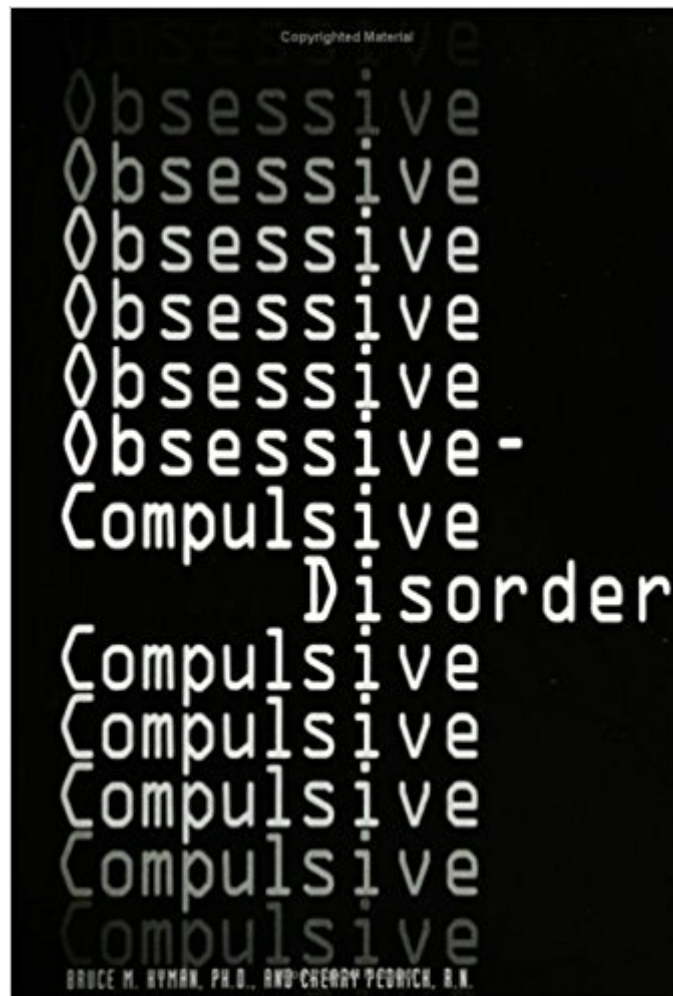 Obsessive
Copyrighted Material
Obsessive
Obsessive
Obsessive
Obsessive
Obsessive
Obsessive-
Compulsive
Disorder
Compulsive
Compulsive
Compulsive
Compulsive
Compulsive
BRUCE M. HYMAN, PH.D., AND CHERRY PEDRICK, R.N.